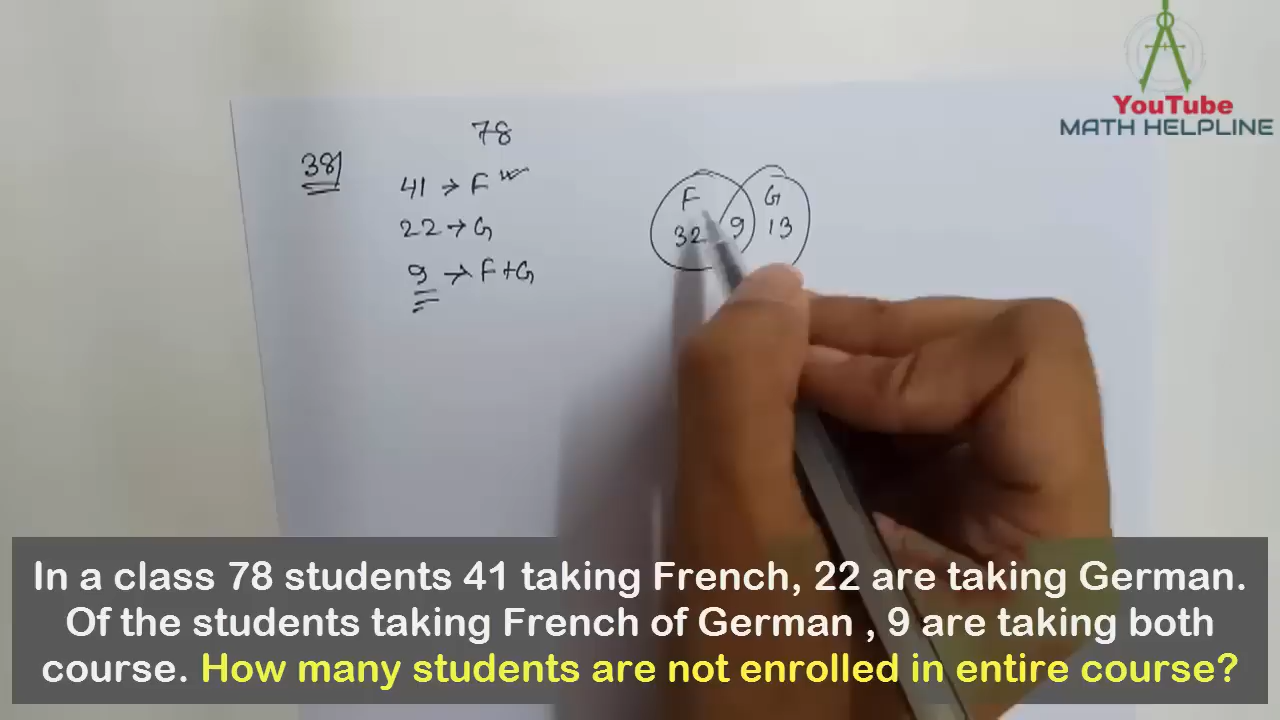 YouTube
MATH HELPLINE
78
38)
41 → F
22 → G
9 → F+G
F G
32 9 13
In a class 78 students 41 taking French, 22 are taking German.
Of the students taking French of German , 9 are taking both
course. How many students are not enrolled in entire course?